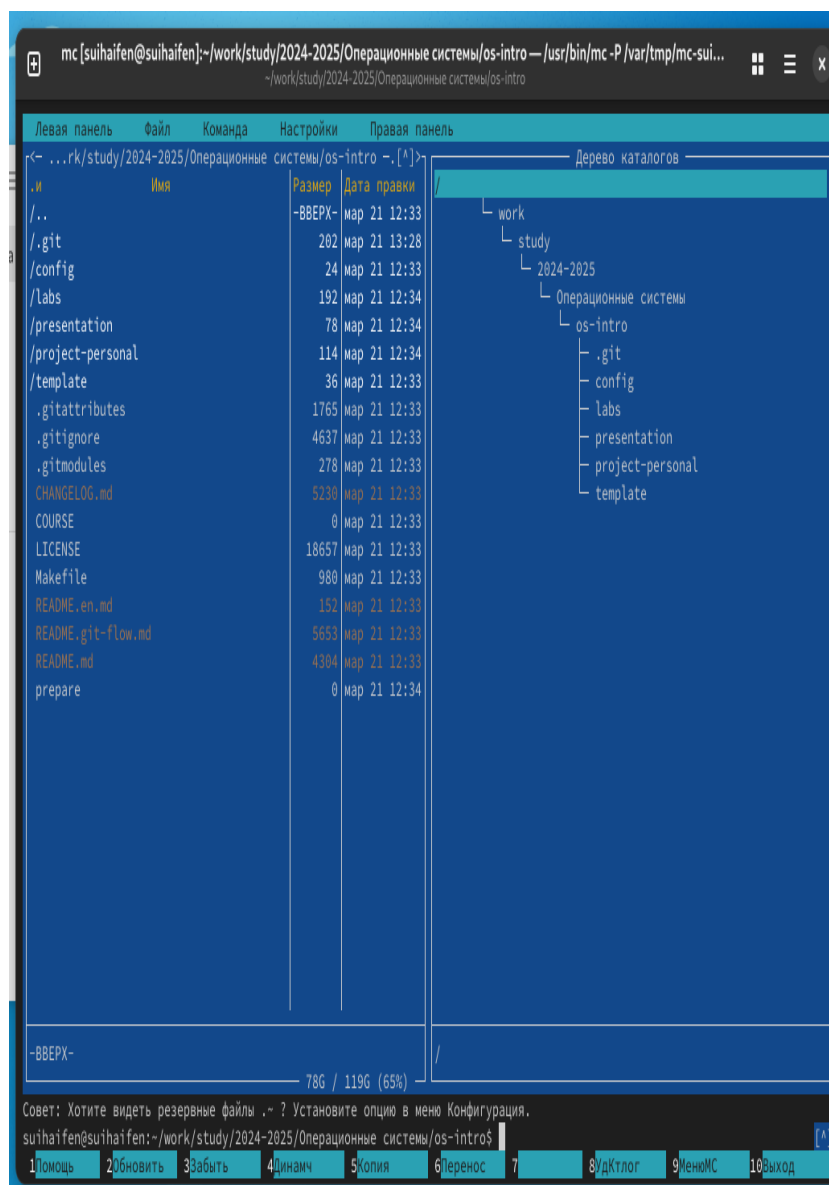 mc [suihaifen@suihaifen]:~/work/study/2024-2025/Операционные системы/os-intro — /usr/bin/mc -P /var/tmp/mc-sui...
~/work/study/2024-2025/Операционные системы/os-intro
Левая панель Файл Команда Настройки Правая панель
<— ...rk/study/2024-2025/Операционные системы/os-intro —.[^]> Дерево каталогов
.и Имя Размер Дата правки /
/.. -ВВЕРХ- мар 21 12:33 work
/.git 202 мар 21 13:28 study
/config 24 мар 21 12:33 2024-2025
/labs 192 мар 21 12:34 Операционные системы
/presentation 78 мар 21 12:34 os-intro
/project-personal 114 мар 21 12:34 .git
/template 36 мар 21 12:33 config
.gitattributes 1765 мар 21 12:33 labs
.gitignore 4637 мар 21 12:33 presentation
.gitmodules 278 мар 21 12:33 project-personal
CHANGELOG.md 5230 мар 21 12:33 template
COURSE 0 мар 21 12:33
LICENSE 18657 мар 21 12:33
Makefile 980 мар 21 12:33
README.en.md 152 мар 21 12:33
README.git-flow.md 5653 мар 21 12:33
README.md 4304 мар 21 12:33
prepare 0 мар 21 12:34
-ВВЕРХ- /
78G / 119G (65%)
Совет: Хотите видеть резервные файлы .~ ? Установите опцию в меню Конфигурация.
suihaifen@suihaifen:~/work/study/2024-2025/Операционные системы/os-intro$ [^]
1Помощь 2Обновить 3Забыть 4Динамч 5Копия 6Перенос 7 8УдКтлог 9МенюMC 10Выход